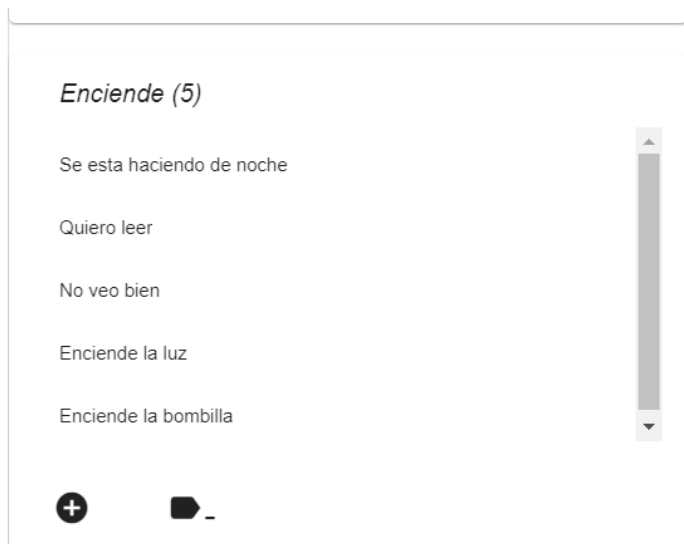 Enciende (5)
Se esta haciendo de noche
Quiero leer
No veo bien
Enciende la luz
Enciende la bombilla